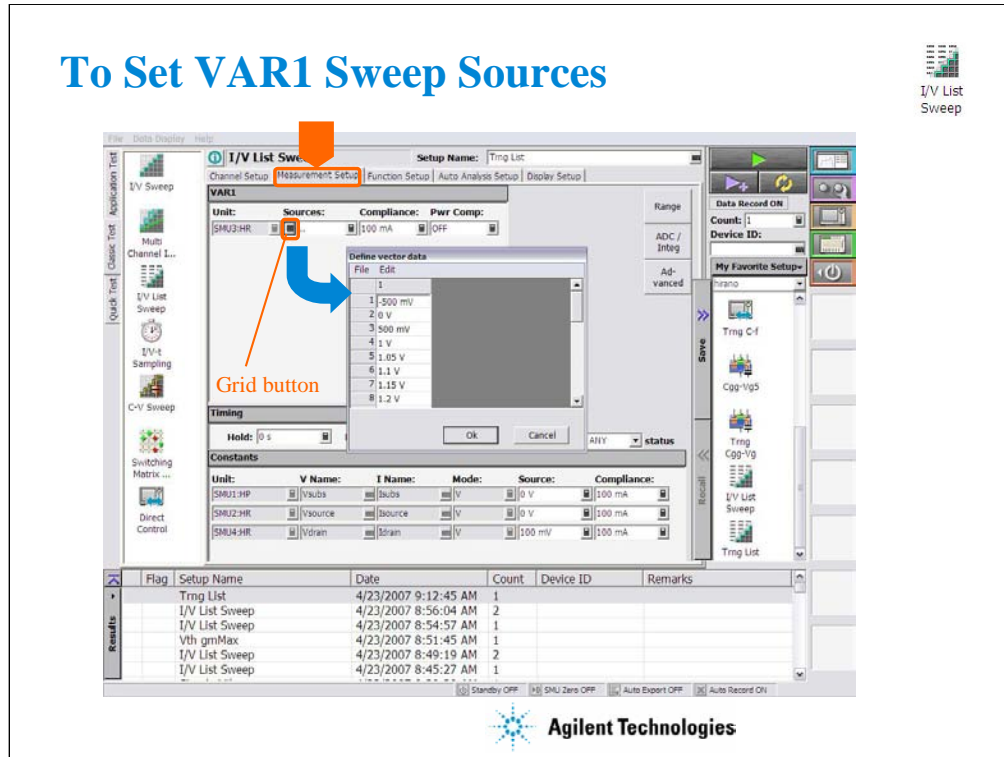 To Set VAR1 Sweep Sources
I/V List
Sweep
File Data Display Help
I/V List Swe
Setup Name: Trng List
Channel Setup Measurement Setup Function Setup Auto Analysis Setup Display Setup
Quick Test Classic Test Application Test
I/V Sweep
Multi
Channel I...
I/V List
Sweep
I/V-t
Sampling
C-V Sweep
Switching
Matrix ...
Direct
Control
VAR1
Unit: Sources: Compliance: Pwr Comp:
SMU3:HR ... 100 mA OFF
Range
ADC /
Integ
Ad-
vanced
Define vector data
File Edit
1
1 -500 mV
2 0 V
3 500 mV
4 1 V
5 1.05 V
6 1.1 V
7 1.15 V
8 1.2 V
Ok Cancel
Grid button
Timing
Hold: 0 s
ANY status
Constants
Unit: V Name: I Name: Mode: Source: Compliance:
SMU1:HP Vsubs Isubs V 0 V 100 mA
SMU2:HR Vsource Isource V 0 V 100 mA
SMU4:HR Vdrain Idrain V 100 mV 100 mA
Save
Recall
Data Record ON
Count: 1
Device ID:
My Favorite Setup
hirano
Trng C-f
Cgg-Vg5
Trng
Cgg-Vg
I/V List
Sweep
Trng List
Results
Flag Setup Name Date Count Device ID Remarks
Trng List 4/23/2007 9:12:45 AM 1
I/V List Sweep 4/23/2007 8:56:04 AM 2
I/V List Sweep 4/23/2007 8:54:57 AM 1
Vth gmMax 4/23/2007 8:51:45 AM 1
I/V List Sweep 4/23/2007 8:49:19 AM 2
I/V List Sweep 4/23/2007 8:45:27 AM 1
Standby OFF SMU Zero OFF Auto Export OFF Auto Record ON
Agilent Technologies